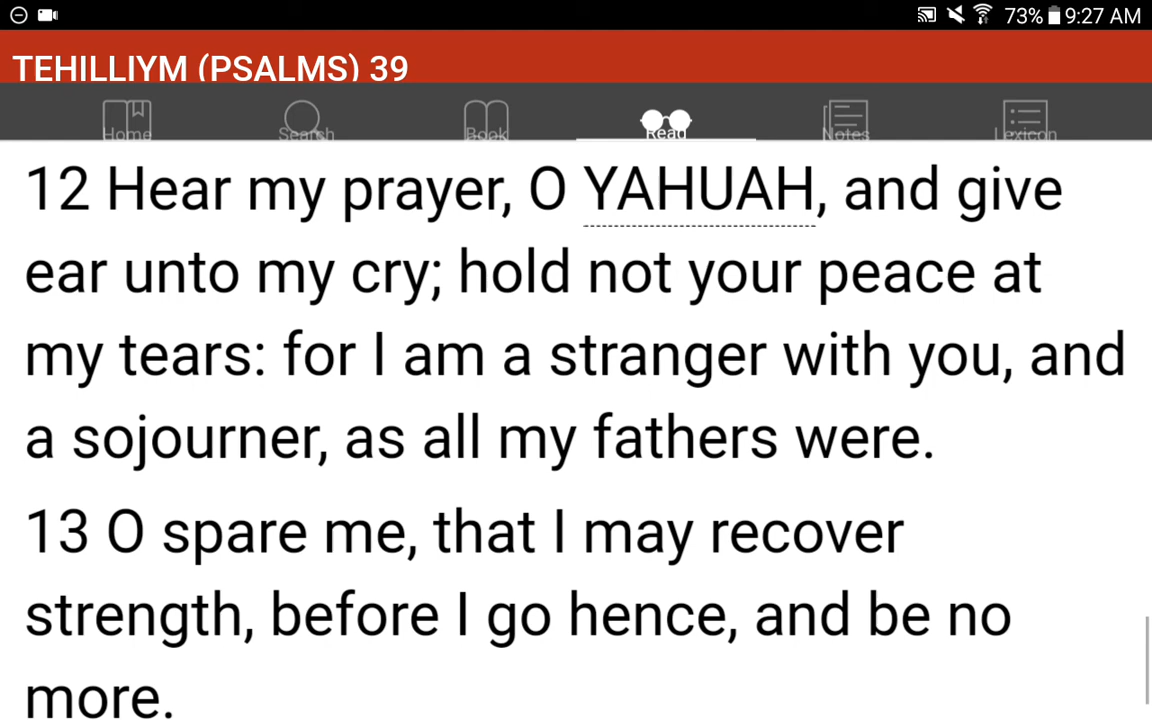 73% 9:27 AM
TEHILLIYM (PSALMS) 39
Home Search Book Read Notes Lexicon
12 Hear my prayer, O YAHUAH, and give
ear unto my cry; hold not your peace at
my tears: for I am a stranger with you, and
a sojourner, as all my fathers were.
13 O spare me, that I may recover
strength, before I go hence, and be no
more.